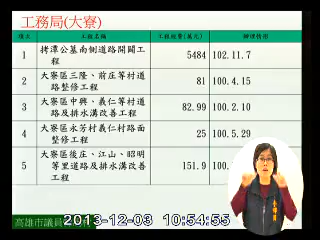 工務局(大寮)
項次 工程名稱 工程經費(萬元) 辦理情形
1 拷潭公墓南側道路開闢工程 5484 102.11.7
2 大寮區三隆、前庄等村道路整修工程 81 100.4.15
3 大寮區中興、義仁等村道路及排水溝改善工程 82.99 100.2.10
4 大寮區永芳村義仁村路面整修工程 25 100.5.29
5 大寮區後庄、江山、昭明等里道路及排水溝改善工程 151.9 100.
高雄市議員
2013-12-03 10:54:55